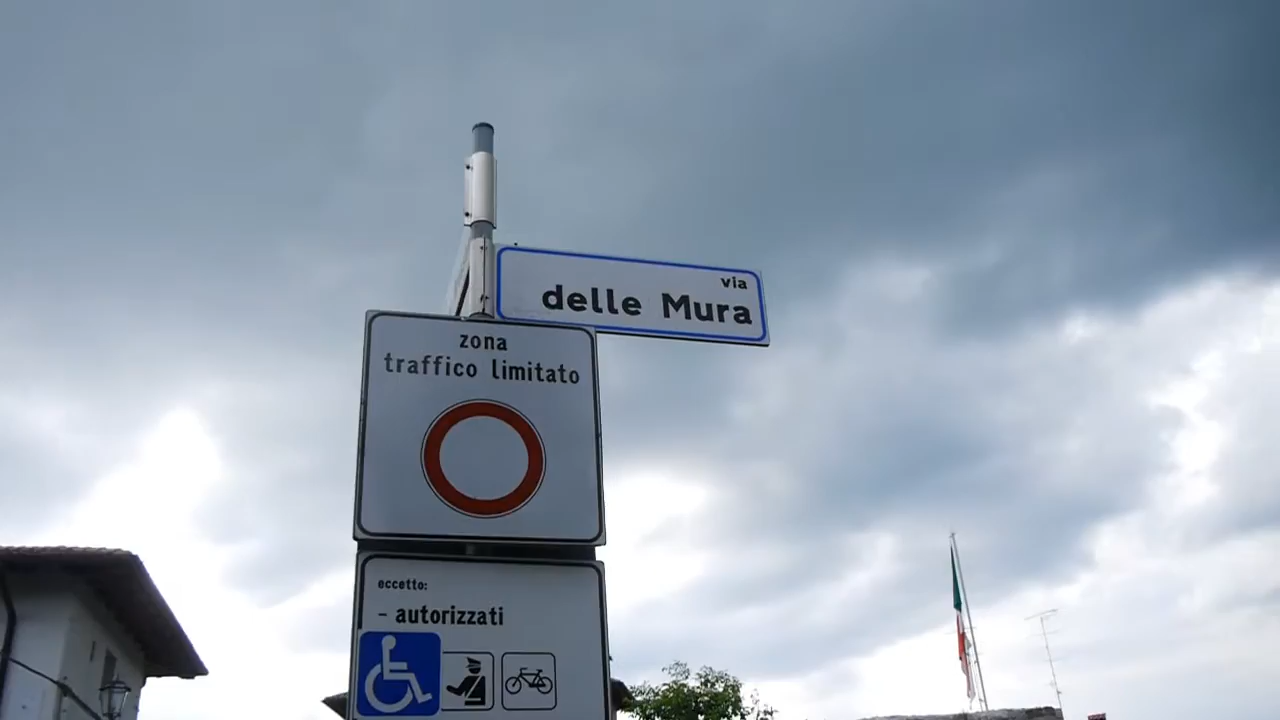 via
delle Mura
zona
traffico limitato
eccetto:
- autorizzati